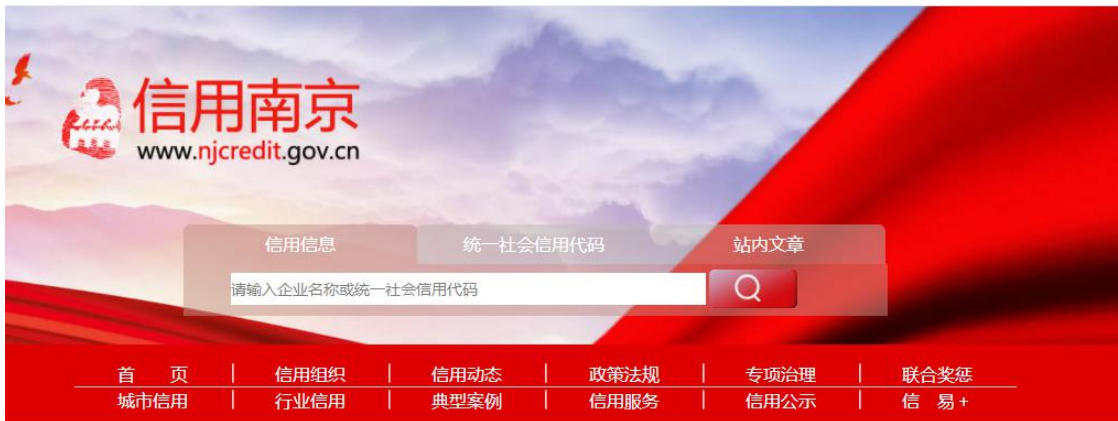 信用南京
www.njcredit.gov.cn
信用信息 统一社会信用代码 站内文章
请输入企业名称或统一社会信用代码
首 页 信用组织 信用动态 政策法规 专项治理 联合奖惩
城市信用 行业信用 典型案例 信用服务 信用公示 信 易+